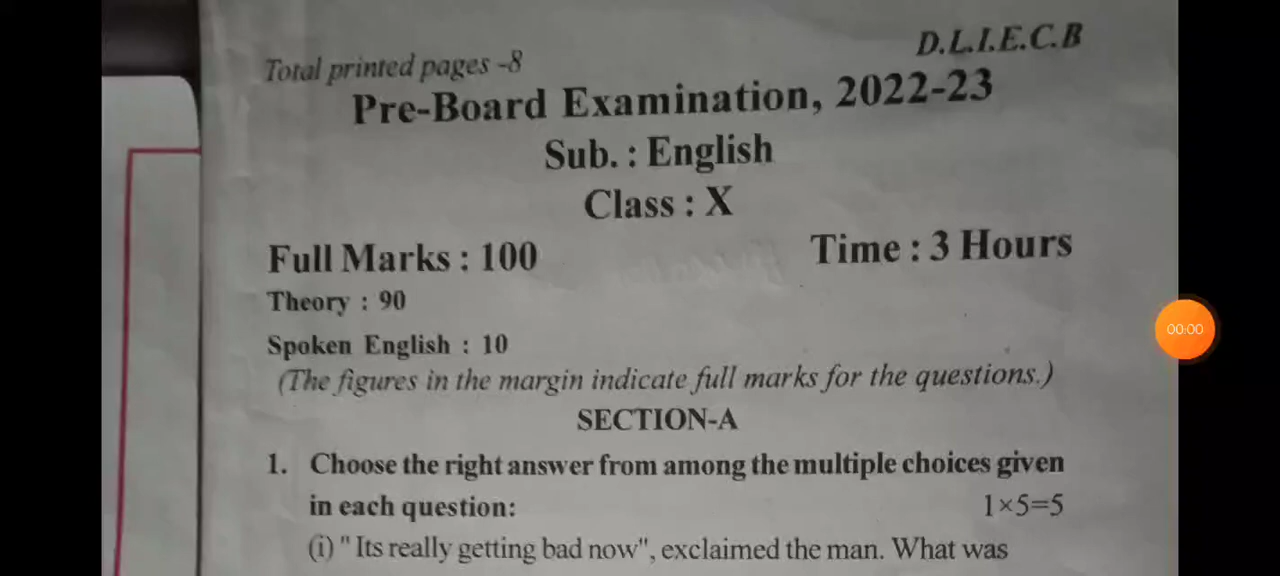 D.L.I.E.C.B
Total printed pages -8
Pre-Board Examination, 2022-23
Sub. : English
Class : X
Full Marks : 100 Time : 3 Hours
Theory : 90
Spoken English : 10
(The figures in the margin indicate full marks for the questions.)
SECTION-A
1. Choose the right answer from among the multiple choices given
in each question: 1×5=5
(i) " Its really getting bad now", exclaimed the man. What was
00:00